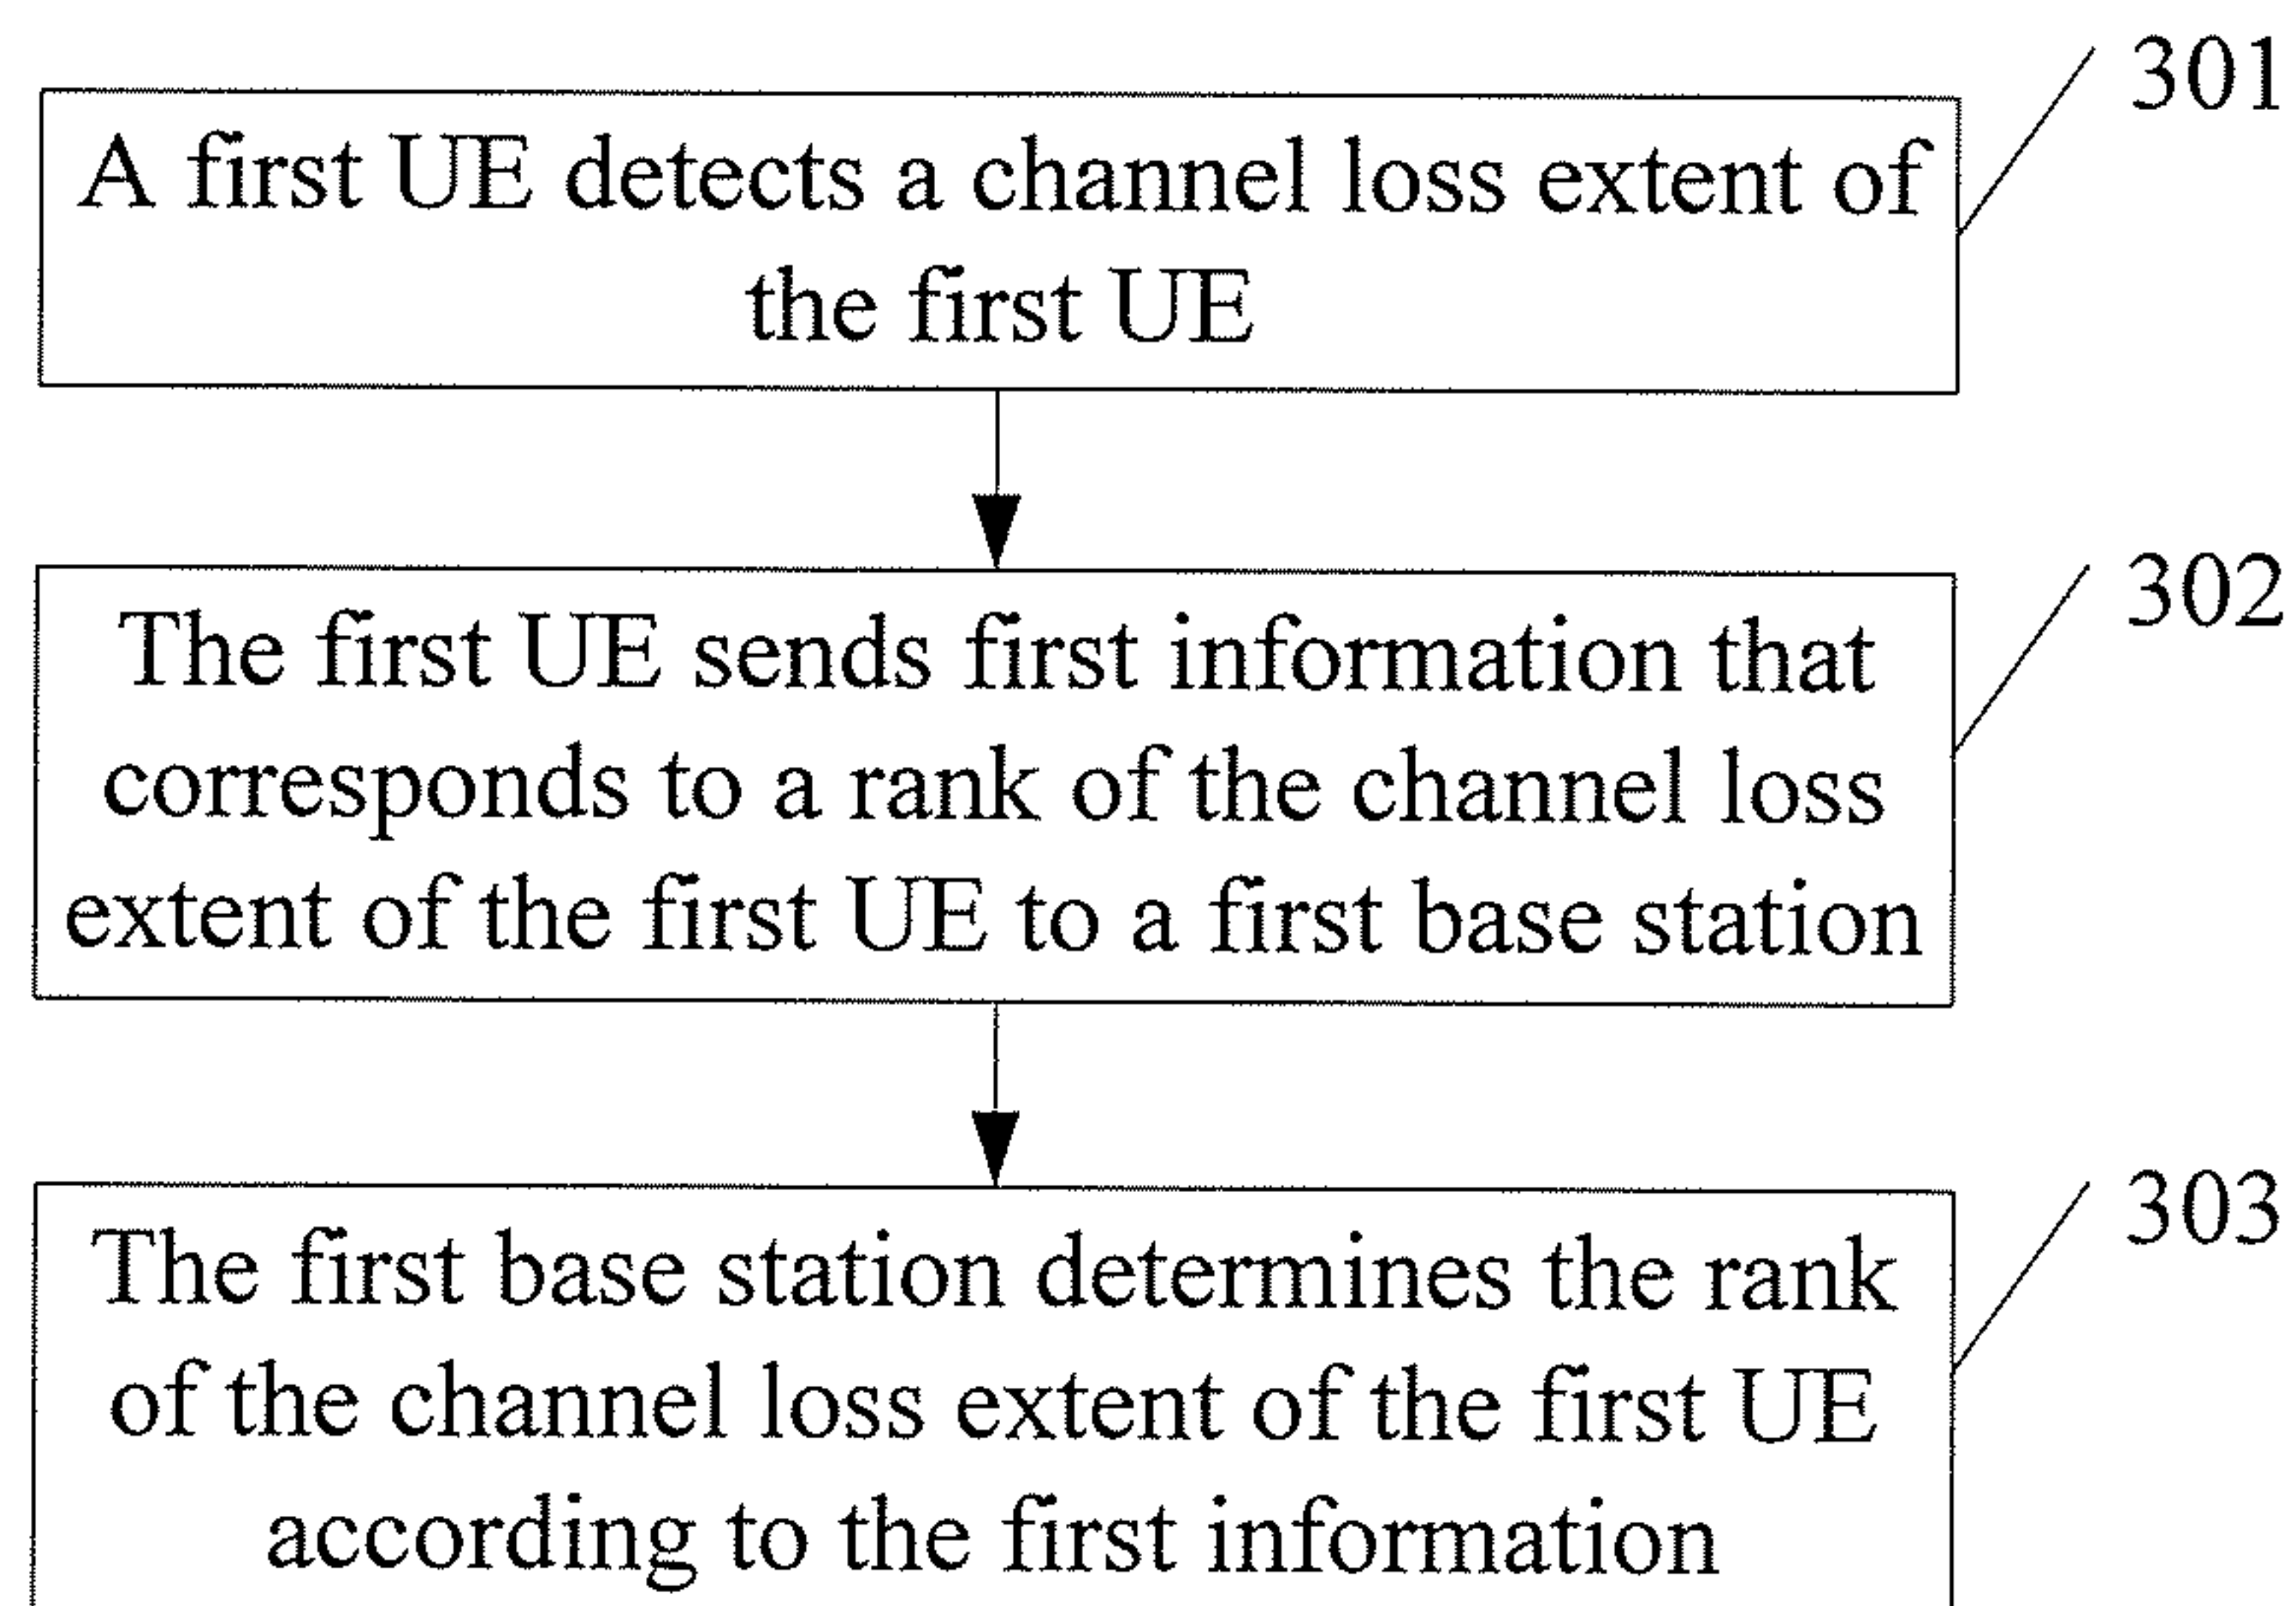 301
A first UE detects a channel loss extent of
the first UE
302
The first UE sends first information that
corresponds to a rank of the channel loss
extent of the first UE to a first base station
303
The first base station determines the rank
of the channel loss extent of the first UE
according to the first information